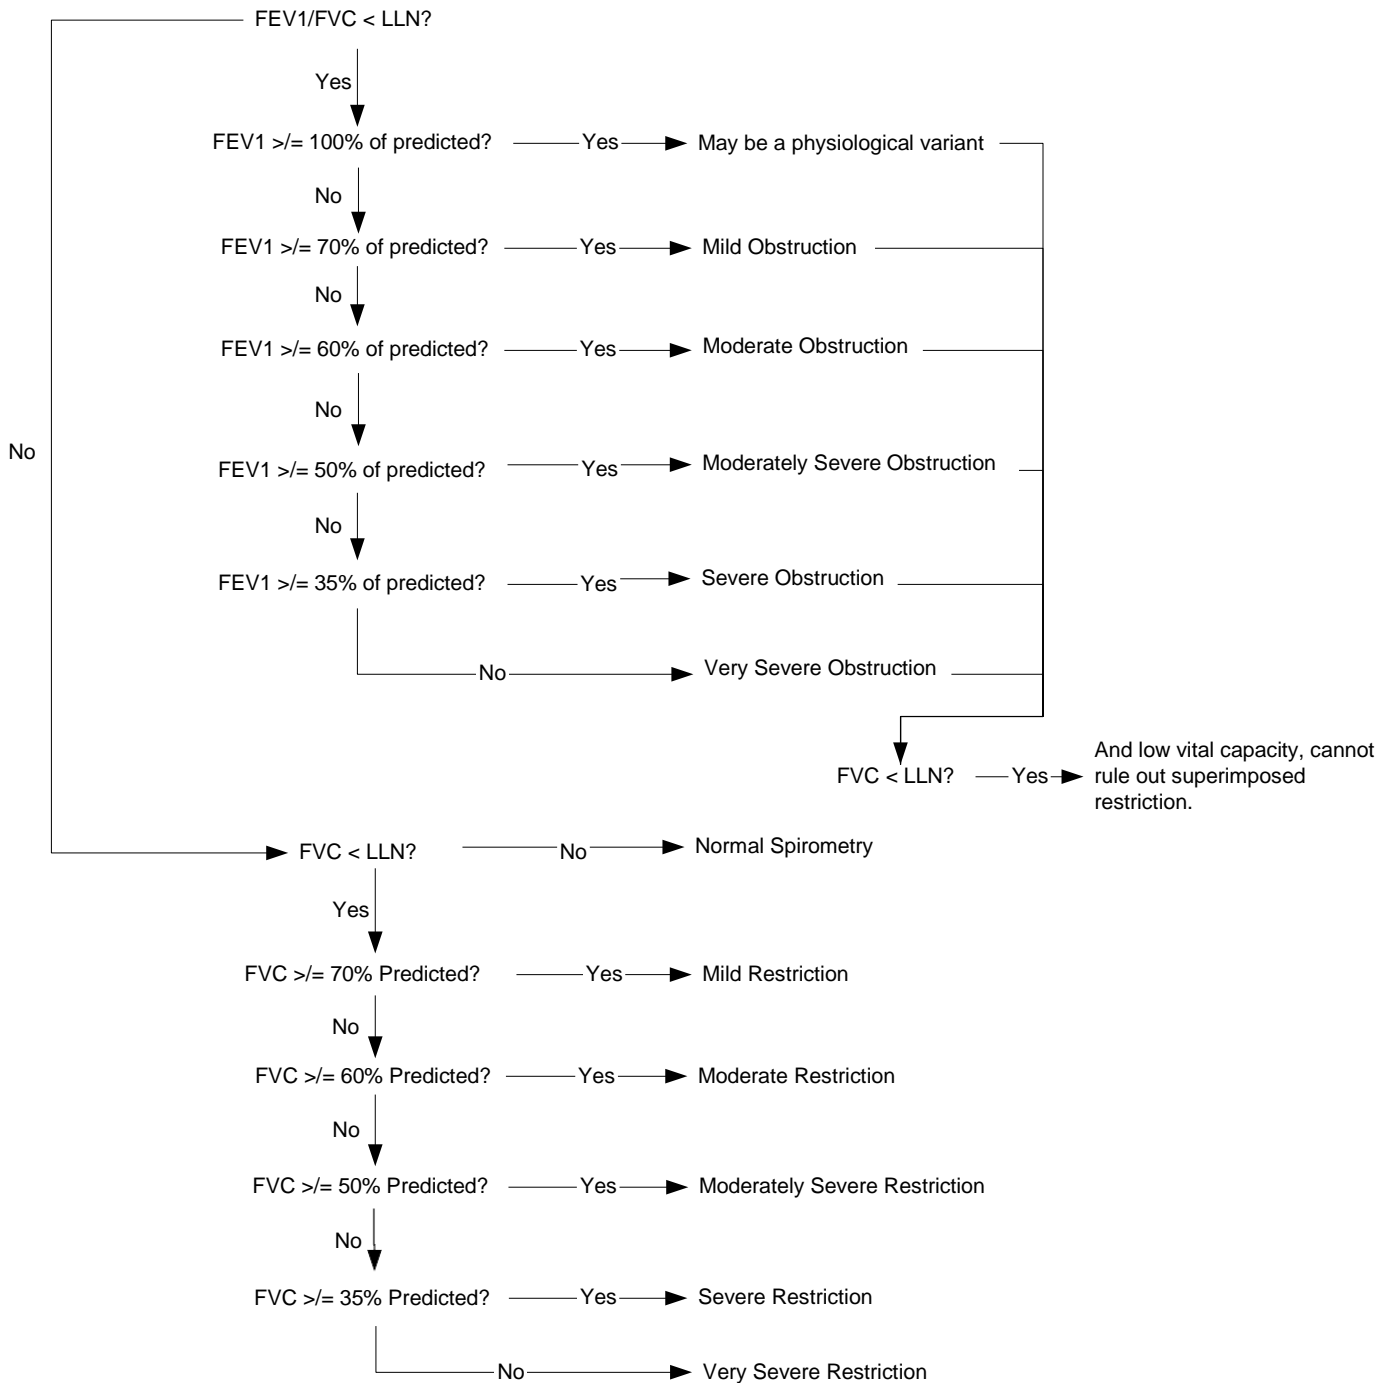 FEV1/FVC < LLN?
Yes
FEV1 >/= 100% of predicted?
Yes
May be a physiological variant
No
FEV1 >/= 70% of predicted?
Yes
Mild Obstruction
No
FEV1 >/= 60% of predicted?
Yes
Moderate Obstruction
No
No
FEV1 >/= 50% of predicted?
Yes
Moderately Severe Obstruction
No
FEV1 >/= 35% of predicted?
Yes
Severe Obstruction
No
Very Severe Obstruction
FVC < LLN?
Yes
And low vital capacity, cannot
rule out superimposed
restriction.
FVC < LLN?
No
Normal Spirometry
Yes
FVC >/= 70% Predicted?
Yes
Mild Restriction
No
FVC >/= 60% Predicted?
Yes
Moderate Restriction
No
FVC >/= 50% Predicted?
Yes
Moderately Severe Restriction
No
FVC >/= 35% Predicted?
Yes
Severe Restriction
No
Very Severe Restriction